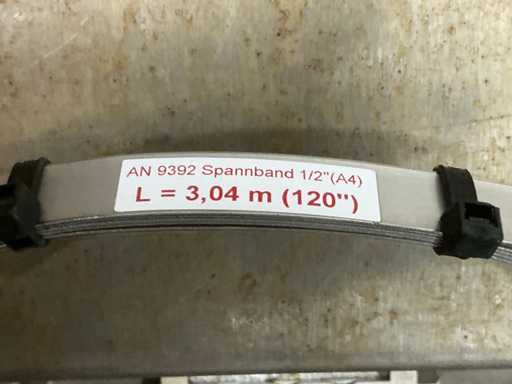 AN 9392 Spannband 1/2"(A4)
L = 3,04 m (120")